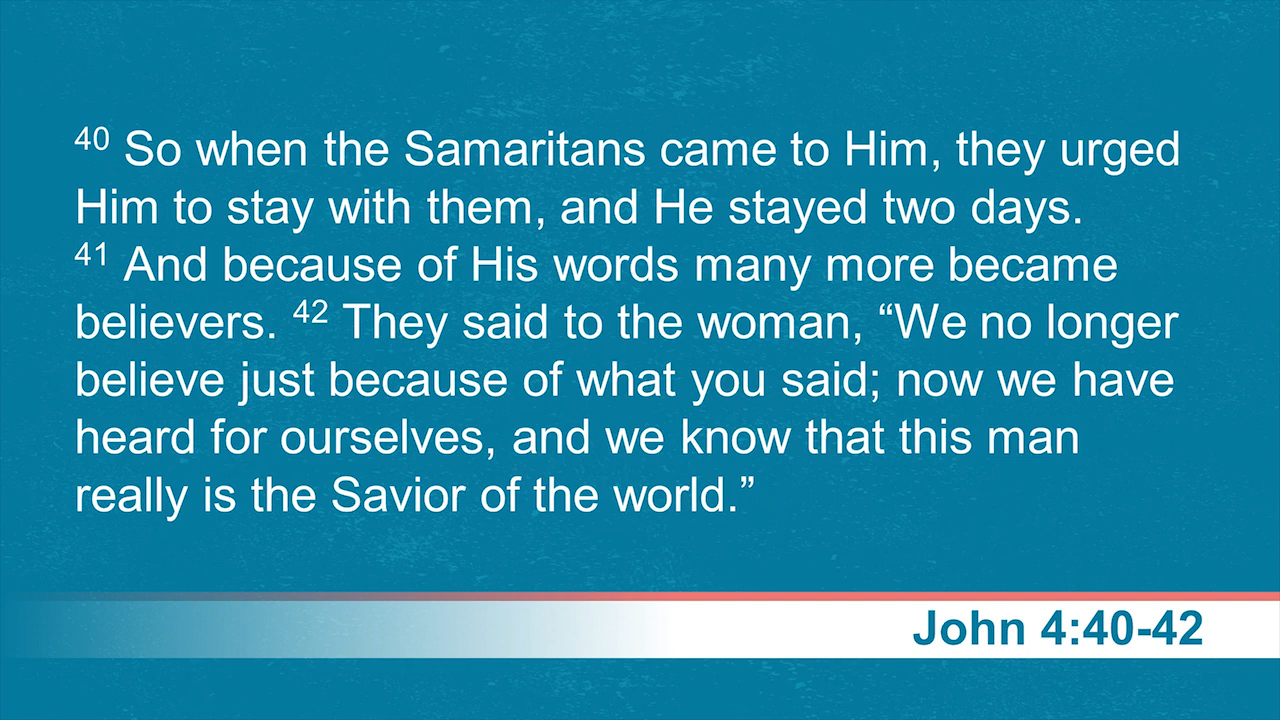 40 So when the Samaritans came to Him, they urged
Him to stay with them, and He stayed two days.
41 And because of His words many more became
believers. 42 They said to the woman, “We no longer
believe just because of what you said; now we have
heard for ourselves, and we know that this man
really is the Savior of the world.”
John 4:40-42